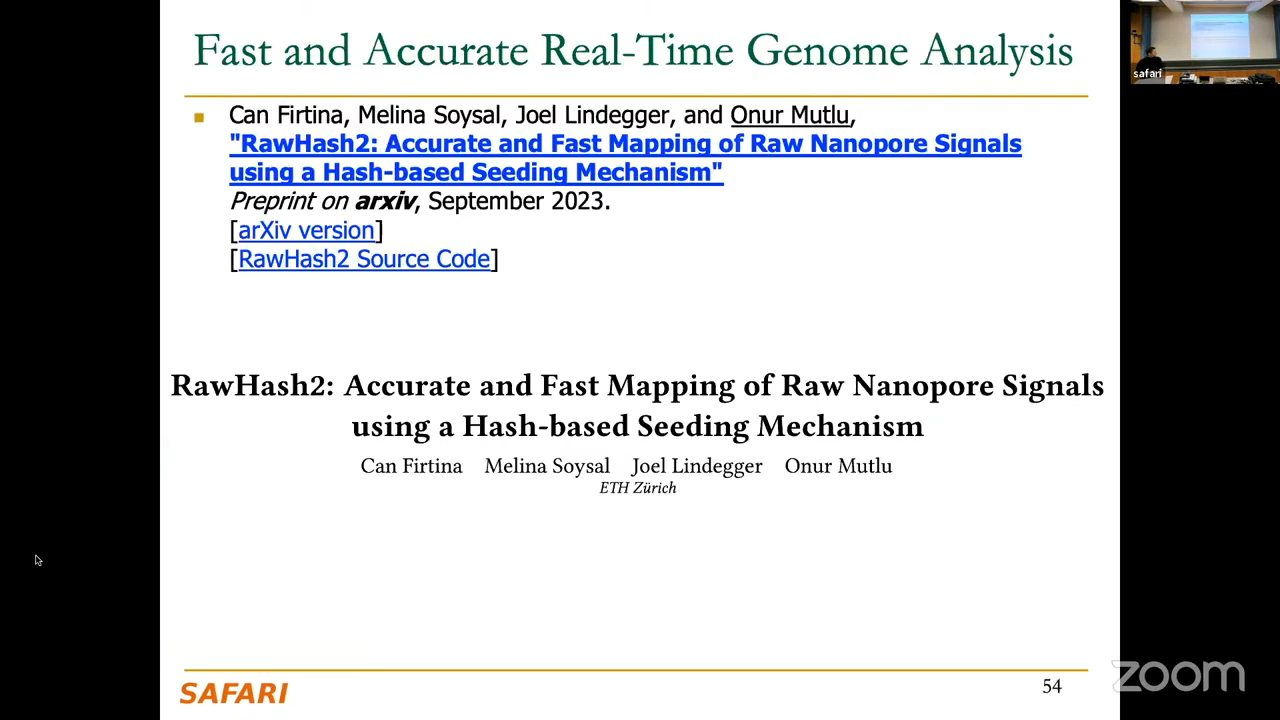 Fast and Accurate Real-Time Genome Analysis
Can Firtina, Melina Soysal, Joel Lindegger, and Onur Mutlu,
"RawHash2: Accurate and Fast Mapping of Raw Nanopore Signals
using a Hash-based Seeding Mechanism"
Preprint on arxiv, September 2023.
[arXiv version]
[RawHash2 Source Code]
RawHash2: Accurate and Fast Mapping of Raw Nanopore Signals
using a Hash-based Seeding Mechanism
Can Firtina Melina Soysal Joel Lindegger Onur Mutlu
ETH Zürich
SAFARI
54
safari
zoom